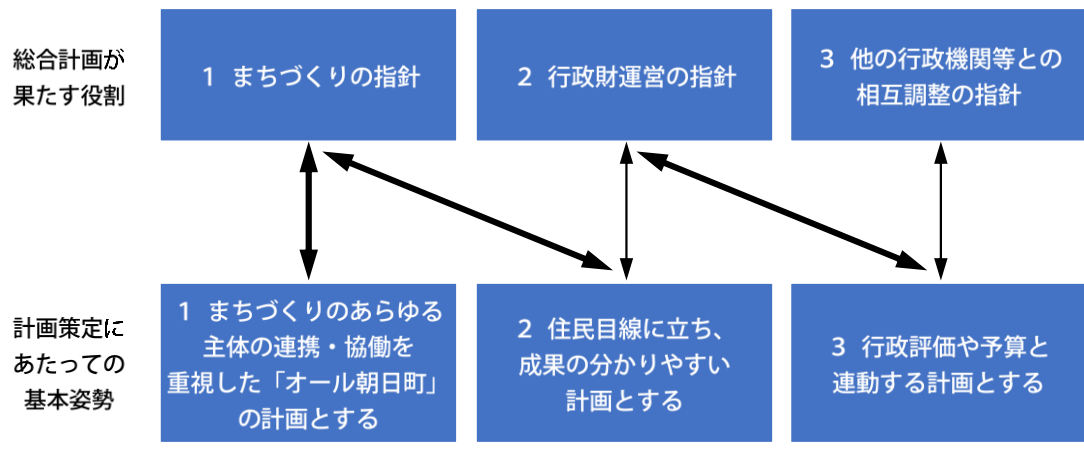 総合計画が
果たす役割
1 まちづくりの指針
2 行政財運営の指針
3 他の行政機関等との
相互調整の指針
計画策定に
あたっての
基本姿勢
1 まちづくりのあらゆる
主体の連携・協働を
重視した「オール朝日町」
の計画とする
2 住民目線に立ち、
成果の分かりやすい
計画とする
3 行政評価や予算と
連動する計画とする